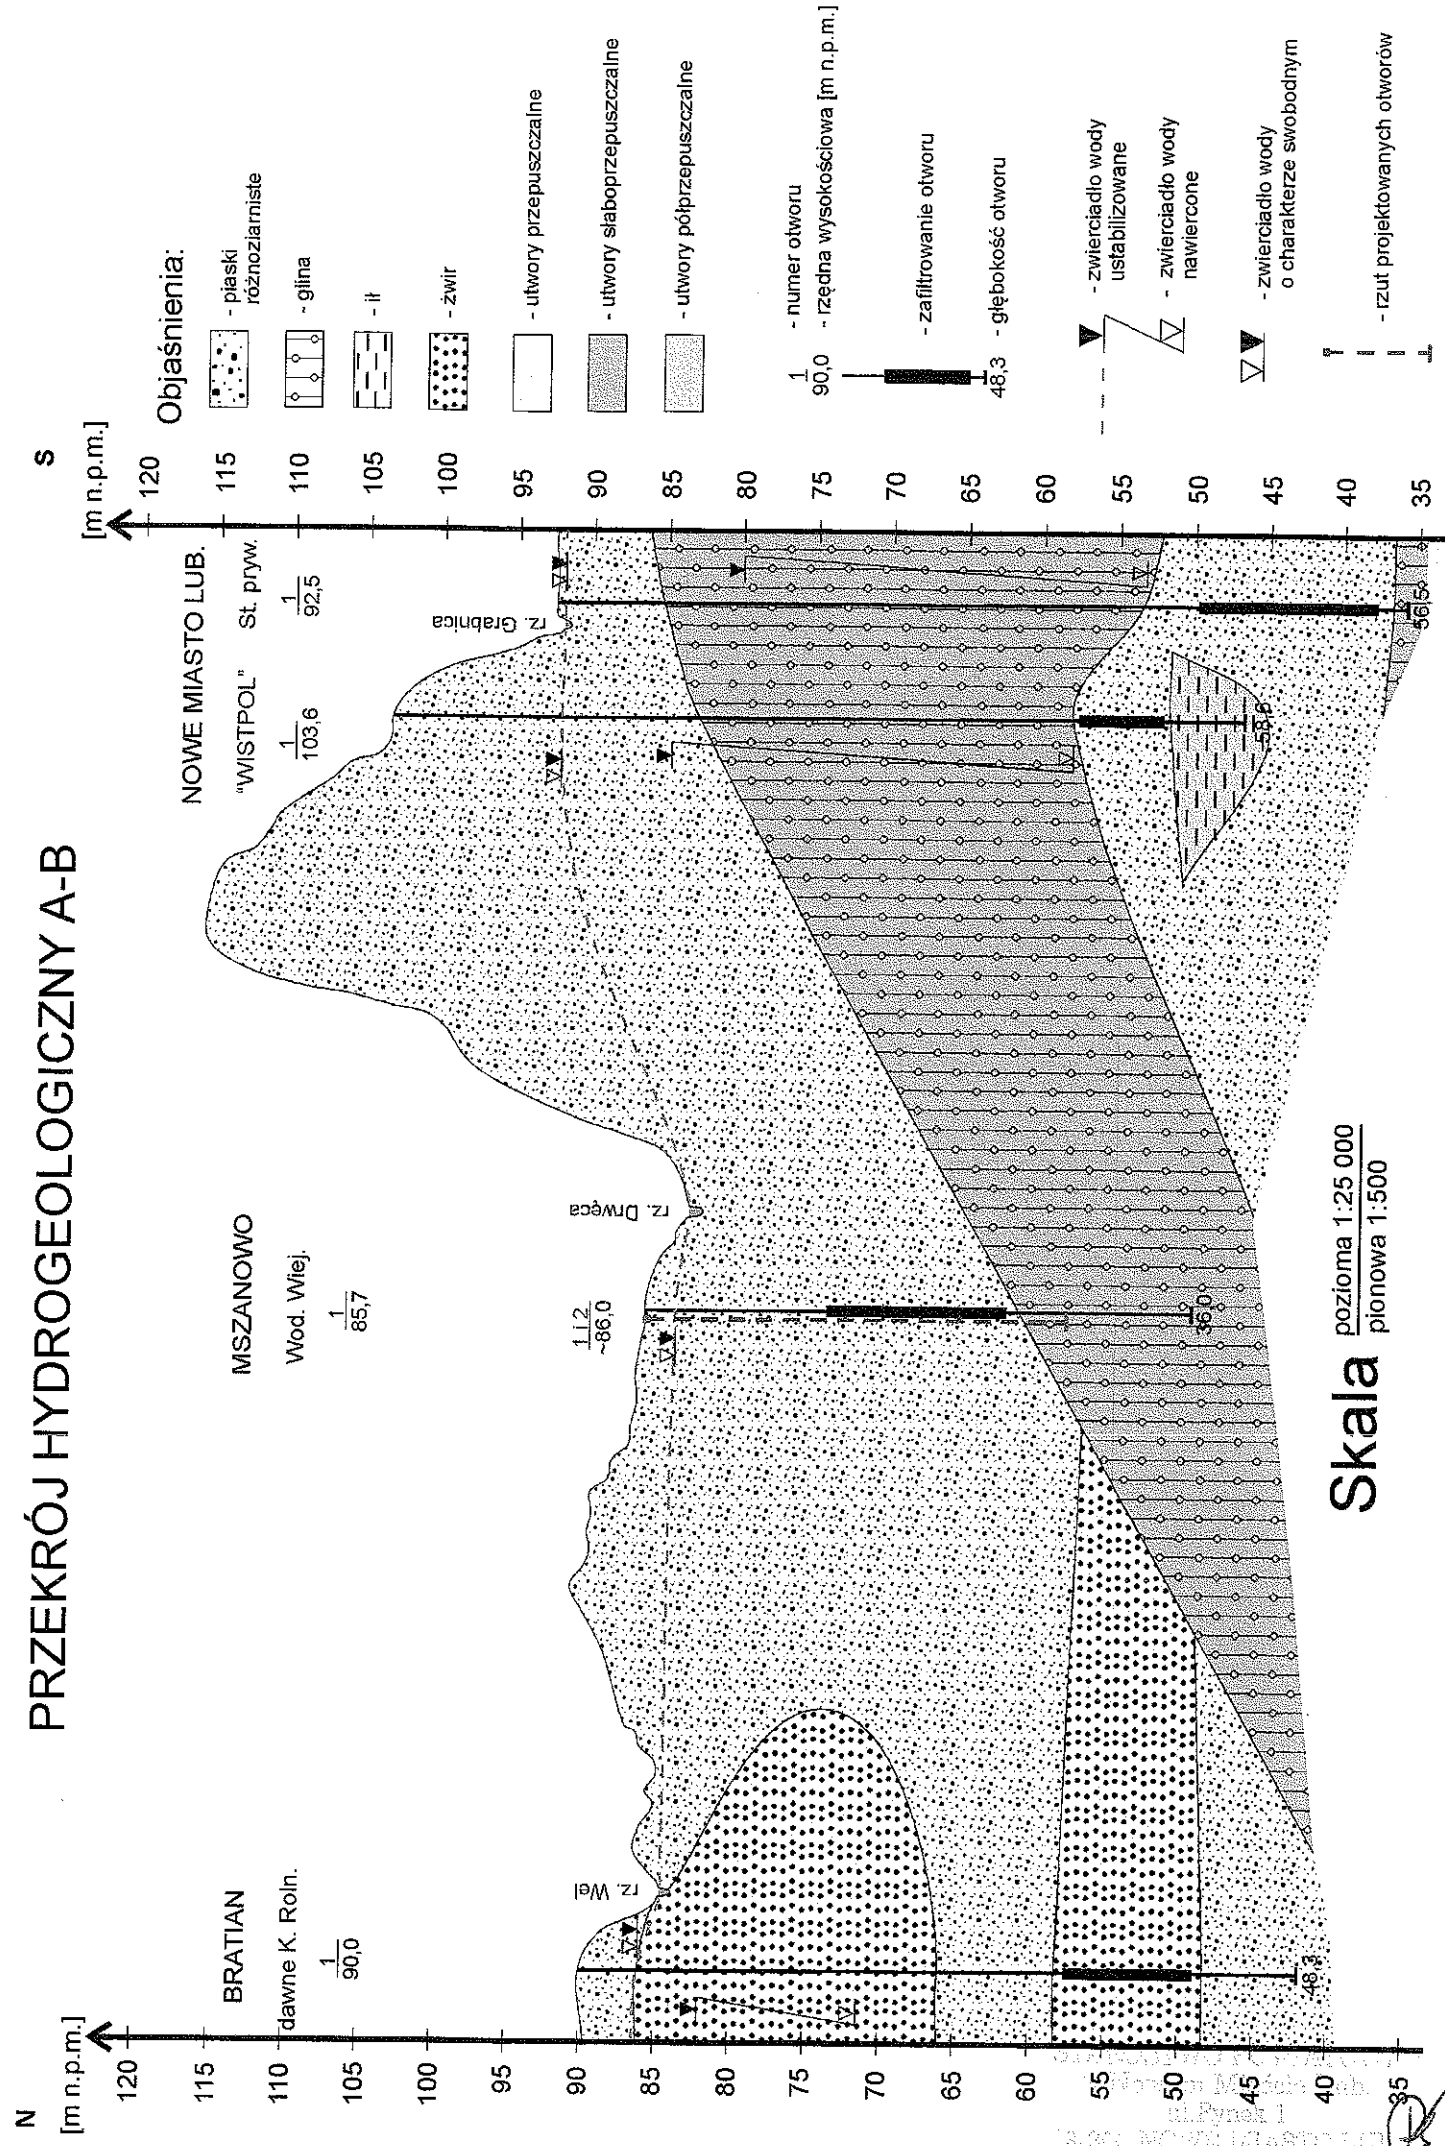 PRZEKRÓJ HYDROGEOLOGICZNY A-B
N
[m n.p.m.]
S
[m n.p.m.]
BRATIAN
dawne K. Roln.
1
90,0
MSZANOWO
Wod. Wiej.
1
85,7
NOWE MIASTO LUB.
"WISTPOL"
1
103,6
St. pryw.
1
92,5
120
115
110
105
100
95
90
85
80
75
70
65
60
55
50
45
40
35
120
115
110
105
100
95
90
85
80
75
70
65
60
55
50
45
40
35
rz. Wel
1 i 2
~86,0
rz. Drwęca
rz. Grabnica
48,3
36,0
58,6
56,5
Skala
pozioma 1:25 000
pionowa 1:500
Objaśnienia:
- piaski
różnoziarniste
- glina
- ił
- żwir
- utwory przepuszczalne
- utwory słaboprzepuszczalne
- utwory półprzepuszczalne
1
90,0
- numer otworu
- rzędna wysokościowa [m n.p.m.]
- zafiltrowanie otworu
48,3
- głębokość otworu
- zwierciadło wody
ustabilizowane
- zwierciadło wody
nawiercone
- zwierciadło wody
o charakterze swobodnym
- rzut projektowanych otworów
ul.Rynek 1